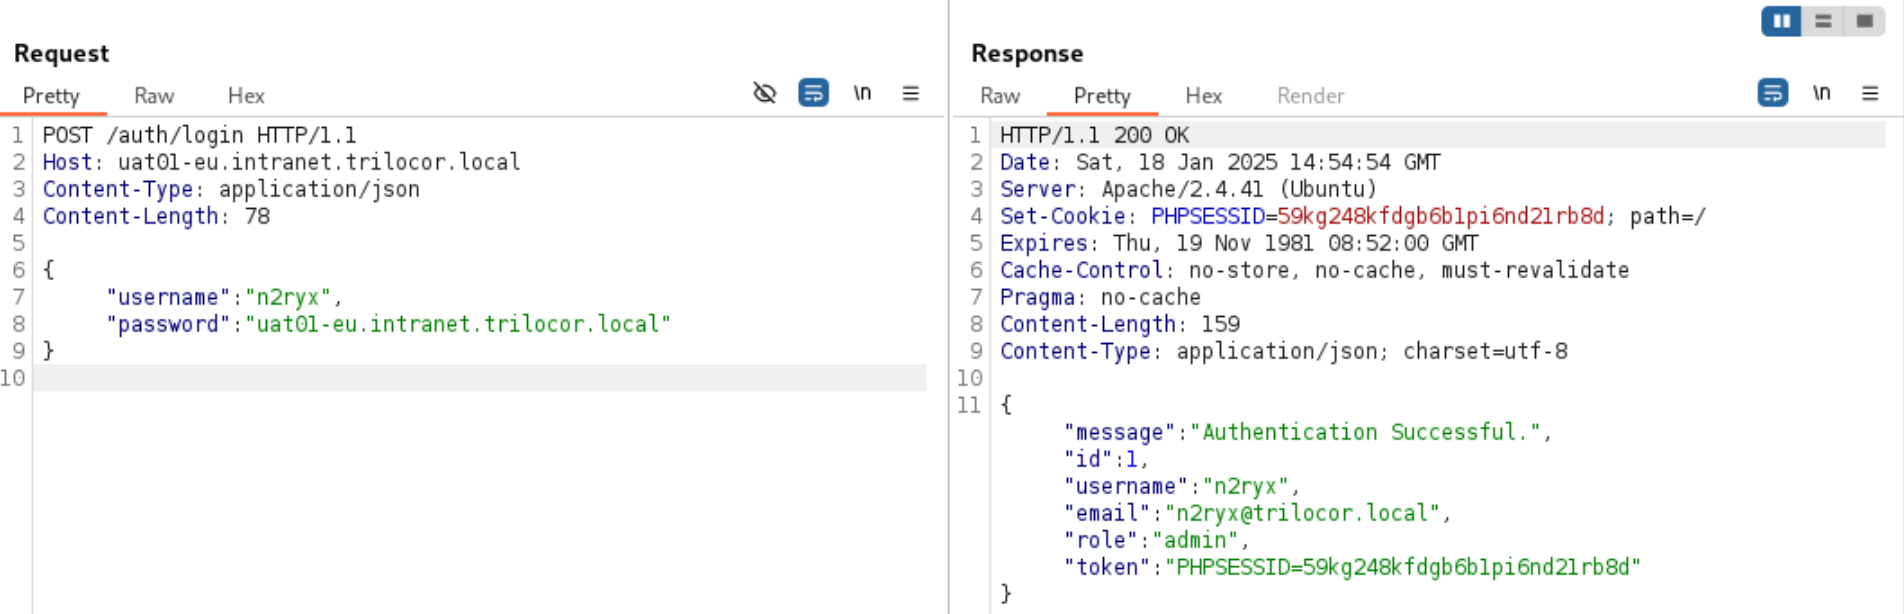 Request
Pretty Raw Hex \n
1 POST /auth/login HTTP/1.1
2 Host: uat01-eu.intranet.trilocor.local
3 Content-Type: application/json
4 Content-Length: 78
5
6 {
7 "username":"n2ryx",
8 "password":"uat01-eu.intranet.trilocor.local"
9 }
10
Response
Raw Pretty Hex Render \n
1 HTTP/1.1 200 OK
2 Date: Sat, 18 Jan 2025 14:54:54 GMT
3 Server: Apache/2.4.41 (Ubuntu)
4 Set-Cookie: PHPSESSID=59kg248kfdgb6b1pi6nd21rb8d; path=/
5 Expires: Thu, 19 Nov 1981 08:52:00 GMT
6 Cache-Control: no-store, no-cache, must-revalidate
7 Pragma: no-cache
8 Content-Length: 159
9 Content-Type: application/json; charset=utf-8
10
11 {
"message":"Authentication Successful.",
"id":1,
"username":"n2ryx",
"email":"n2ryx@trilocor.local",
"role":"admin",
"token":"PHPSESSID=59kg248kfdgb6b1pi6nd21rb8d"
}